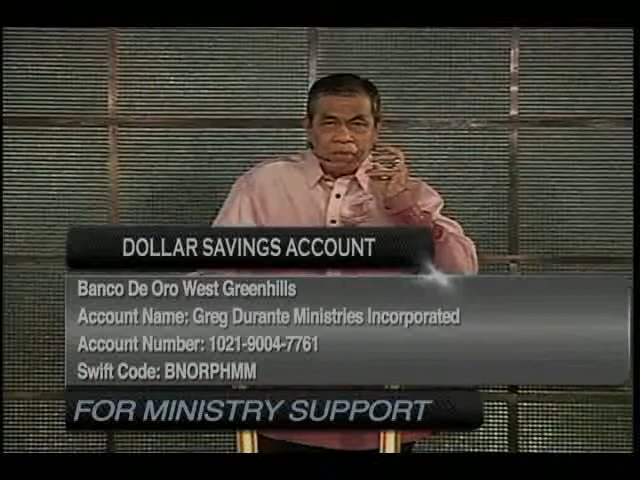 DOLLAR SAVINGS ACCOUNT
Banco De Oro West Greenhills
Account Name: Greg Durante Ministries Incorporated
Account Number: 1021-9004-7761
Swift Code: BNORPHMM
FOR MINISTRY SUPPORT